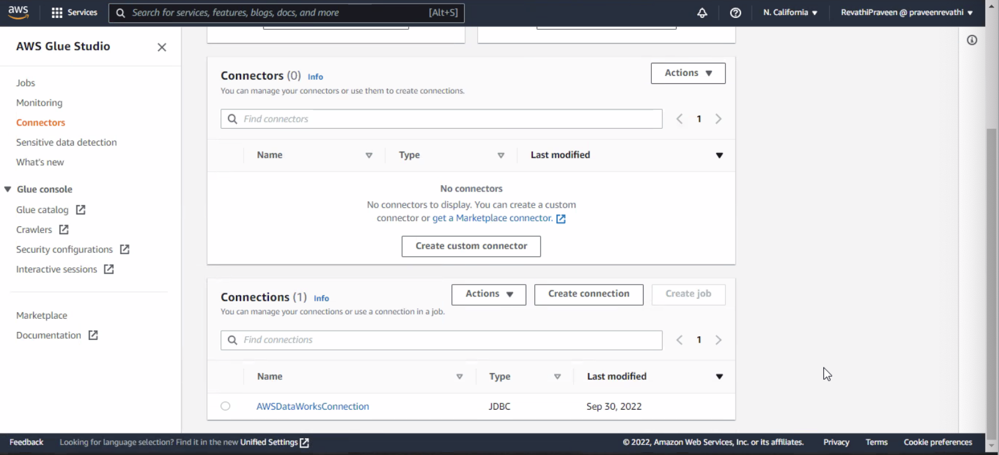 aws
Services
Search for services, features, blogs, docs, and more
[Alt+S]
N. California
RevathiPraveen @ praveenrevathi
AWS Glue Studio
Jobs
Monitoring
Connectors
Sensitive data detection
What's new
Glue console
Glue catalog
Crawlers
Security configurations
Interactive sessions
Marketplace
Documentation
Connectors (0) Info
Actions
You can manage your connectors or use them to create connections.
Find connectors
1
Name Type Last modified
No connectors
No connectors to display. You can create a custom
connector or get a Marketplace connector.
Create custom connector
Connections (1) Info
Actions
Create connection
Create job
You can manage your connections or use a connection in a job.
Find connections
1
Name Type Last modified
AWSDataWorksConnection JDBC Sep 30, 2022
Feedback
Looking for language selection? Find it in the new Unified Settings
© 2022, Amazon Web Services, Inc. or its affiliates.
Privacy
Terms
Cookie preferences